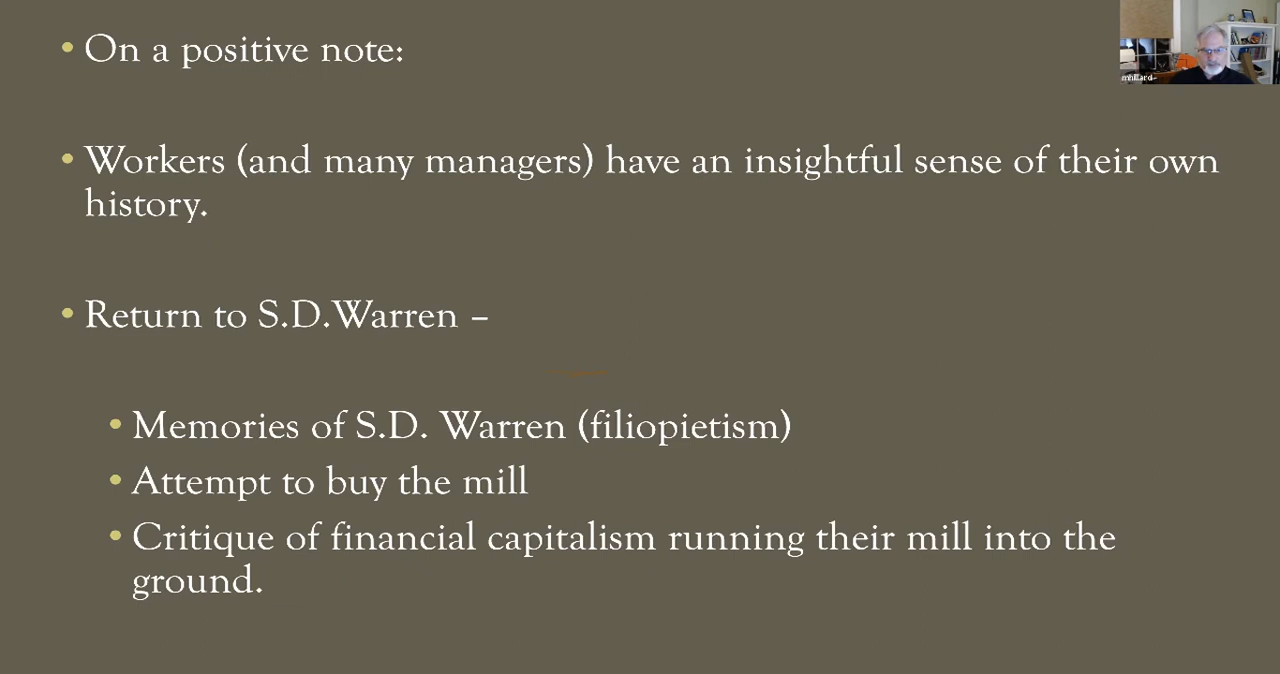 • On a positive note:
• Workers (and many managers) have an insightful sense of their own
history.
• Return to S.D.Warren –
• Memories of S.D. Warren (filiopietism)
• Attempt to buy the mill
• Critique of financial capitalism running their mill into the
ground.